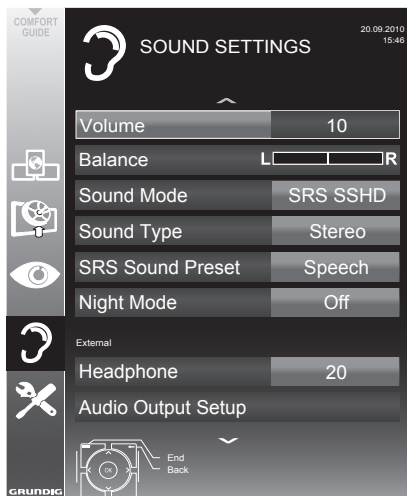 COMFORT
GUIDE
SOUND SETTINGS
20.09.2010
15:46
Volume 10
Balance L R
Sound Mode SRS SSHD
Sound Type Stereo
SRS Sound Preset Speech
Night Mode Off
External
Headphone 20
Audio Output Setup
End
OK
Back
GRUNDIG